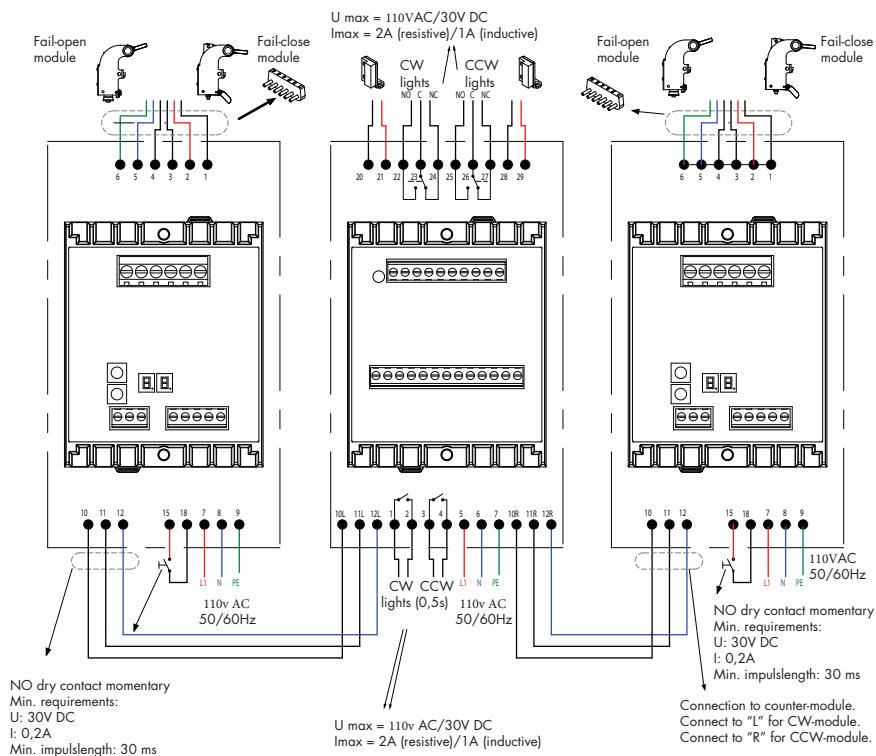 U max = 110VAC/30V DC
Imax = 2A (resistive)/1A (inductive)
Fail-open
module
Fail-close
module
CW
lights
CCW
lights
NO C NC
NO C NC
Fail-open
module
Fail-close
module
6 5 4 3 2 1
20 21 22 23 24 25 26 27 28 29
6 5 4 3 2 1
10 11 12 15 18 7 8 9
10L 11L 12L 1 2 3 4 5 6 7 10R 11R 12R
10 11 12 15 18 7 8 9
L1 N PE
110v AC
50/60Hz
CW CCW
lights (0,5s)
L1 N PE
110v AC
50/60Hz
L1 N PE
110VAC
50/60Hz
NO dry contact momentary
Min. requirements:
U: 30V DC
I: 0,2A
Min. impulslength: 30 ms
NO dry contact momentary
Min. requirements:
U: 30V DC
I: 0,2A
Min. impulslength: 30 ms
U max = 110v AC/30V DC
Imax = 2A (resistive)/1A (inductive)
Connection to counter-module.
Connect to “L” for CW-module.
Connect to “R” for CCW-module.